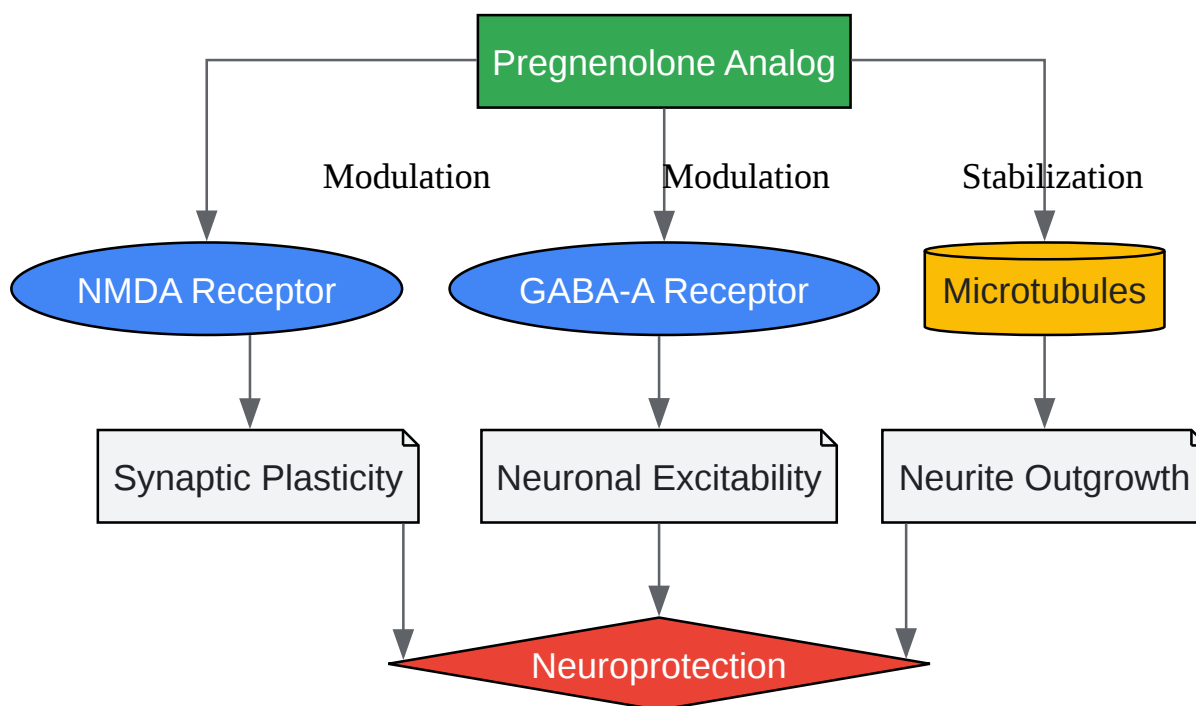 Pregnenolone Analog
Modulation
Modulation
Stabilization
NMDA Receptor
GABA-A Receptor
Microtubules
Synaptic Plasticity
Neuronal Excitability
Neurite Outgrowth
Neuroprotection